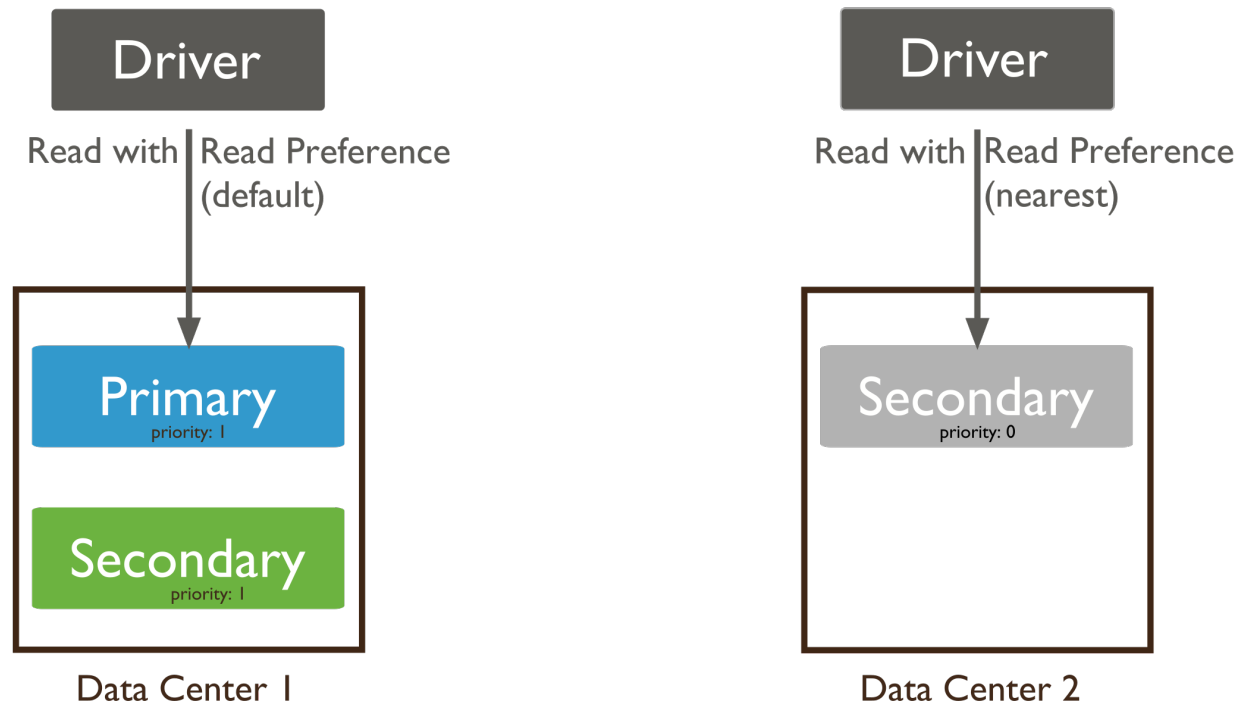 Driver
Read with Read Preference
(default)
Primary
priority: 1
Secondary
priority: 1
Data Center 1
Driver
Read with Read Preference
(nearest)
Secondary
priority: 0
Data Center 2